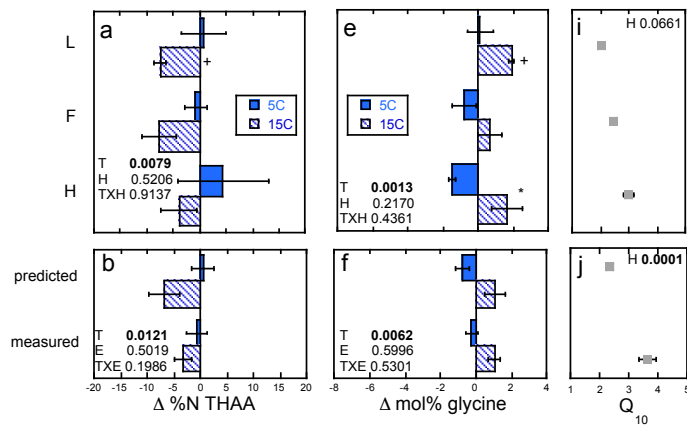 a
e
i
H 0.0661
L
+
+
F
5C
15C
5C
15C
H
T 0.0079
H 0.5206
TXH 0.9137
T 0.0013
H 0.2170
TXH 0.4361
*
b
f
j
H 0.0001
predicted
measured
T 0.0121
E 0.5019
TXE 0.1986
T 0.0062
E 0.5996
TXE 0.5301
-20 -15 -10 -5 0 5 10 15 20
-8 -6 -4 -2 0 2 4
1 2 3 4 5
Δ %N THAA
Δ mol% glycine
Q10